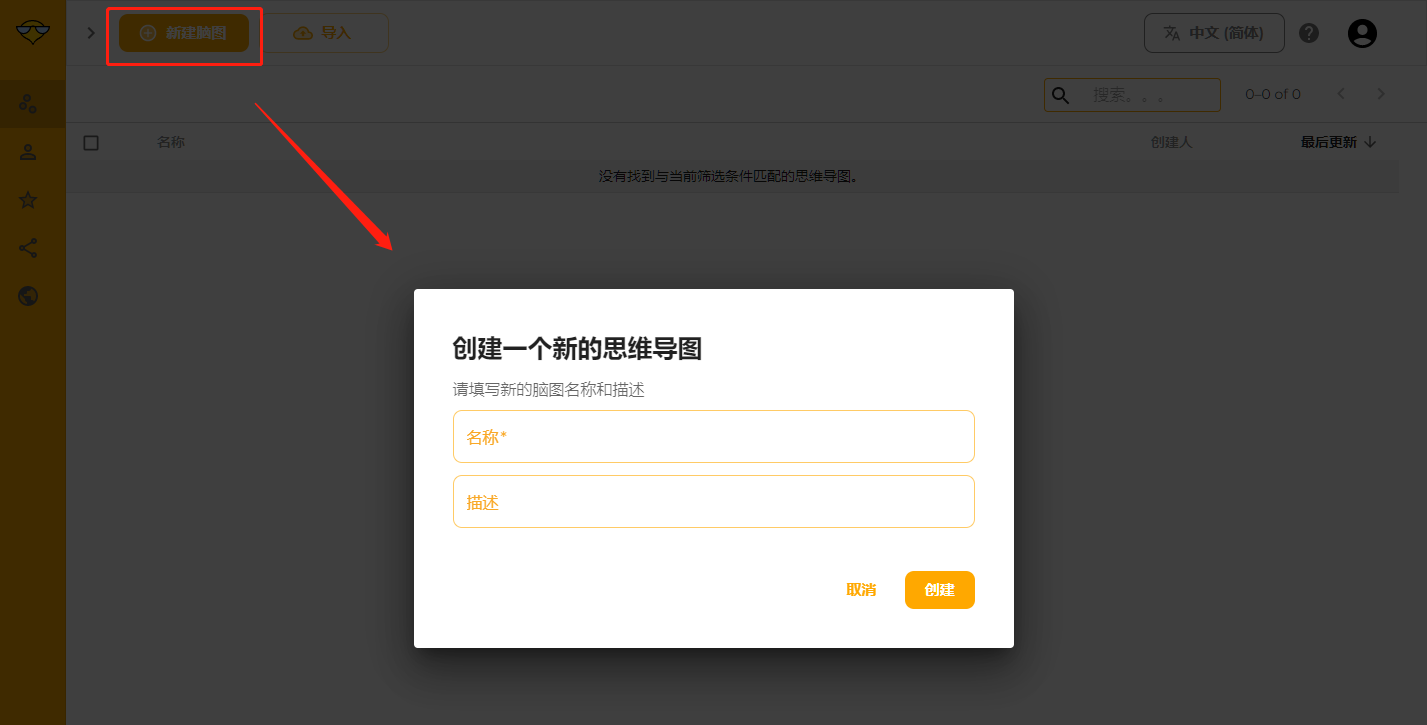 新建脑图
导入
中文 (简体)
搜索。。。
0-0 of 0
名称
创建人
最后更新
没有找到与当前筛选条件匹配的思维导图。
创建一个新的思维导图
请填写新的脑图名称和描述
名称*
描述
取消
创建